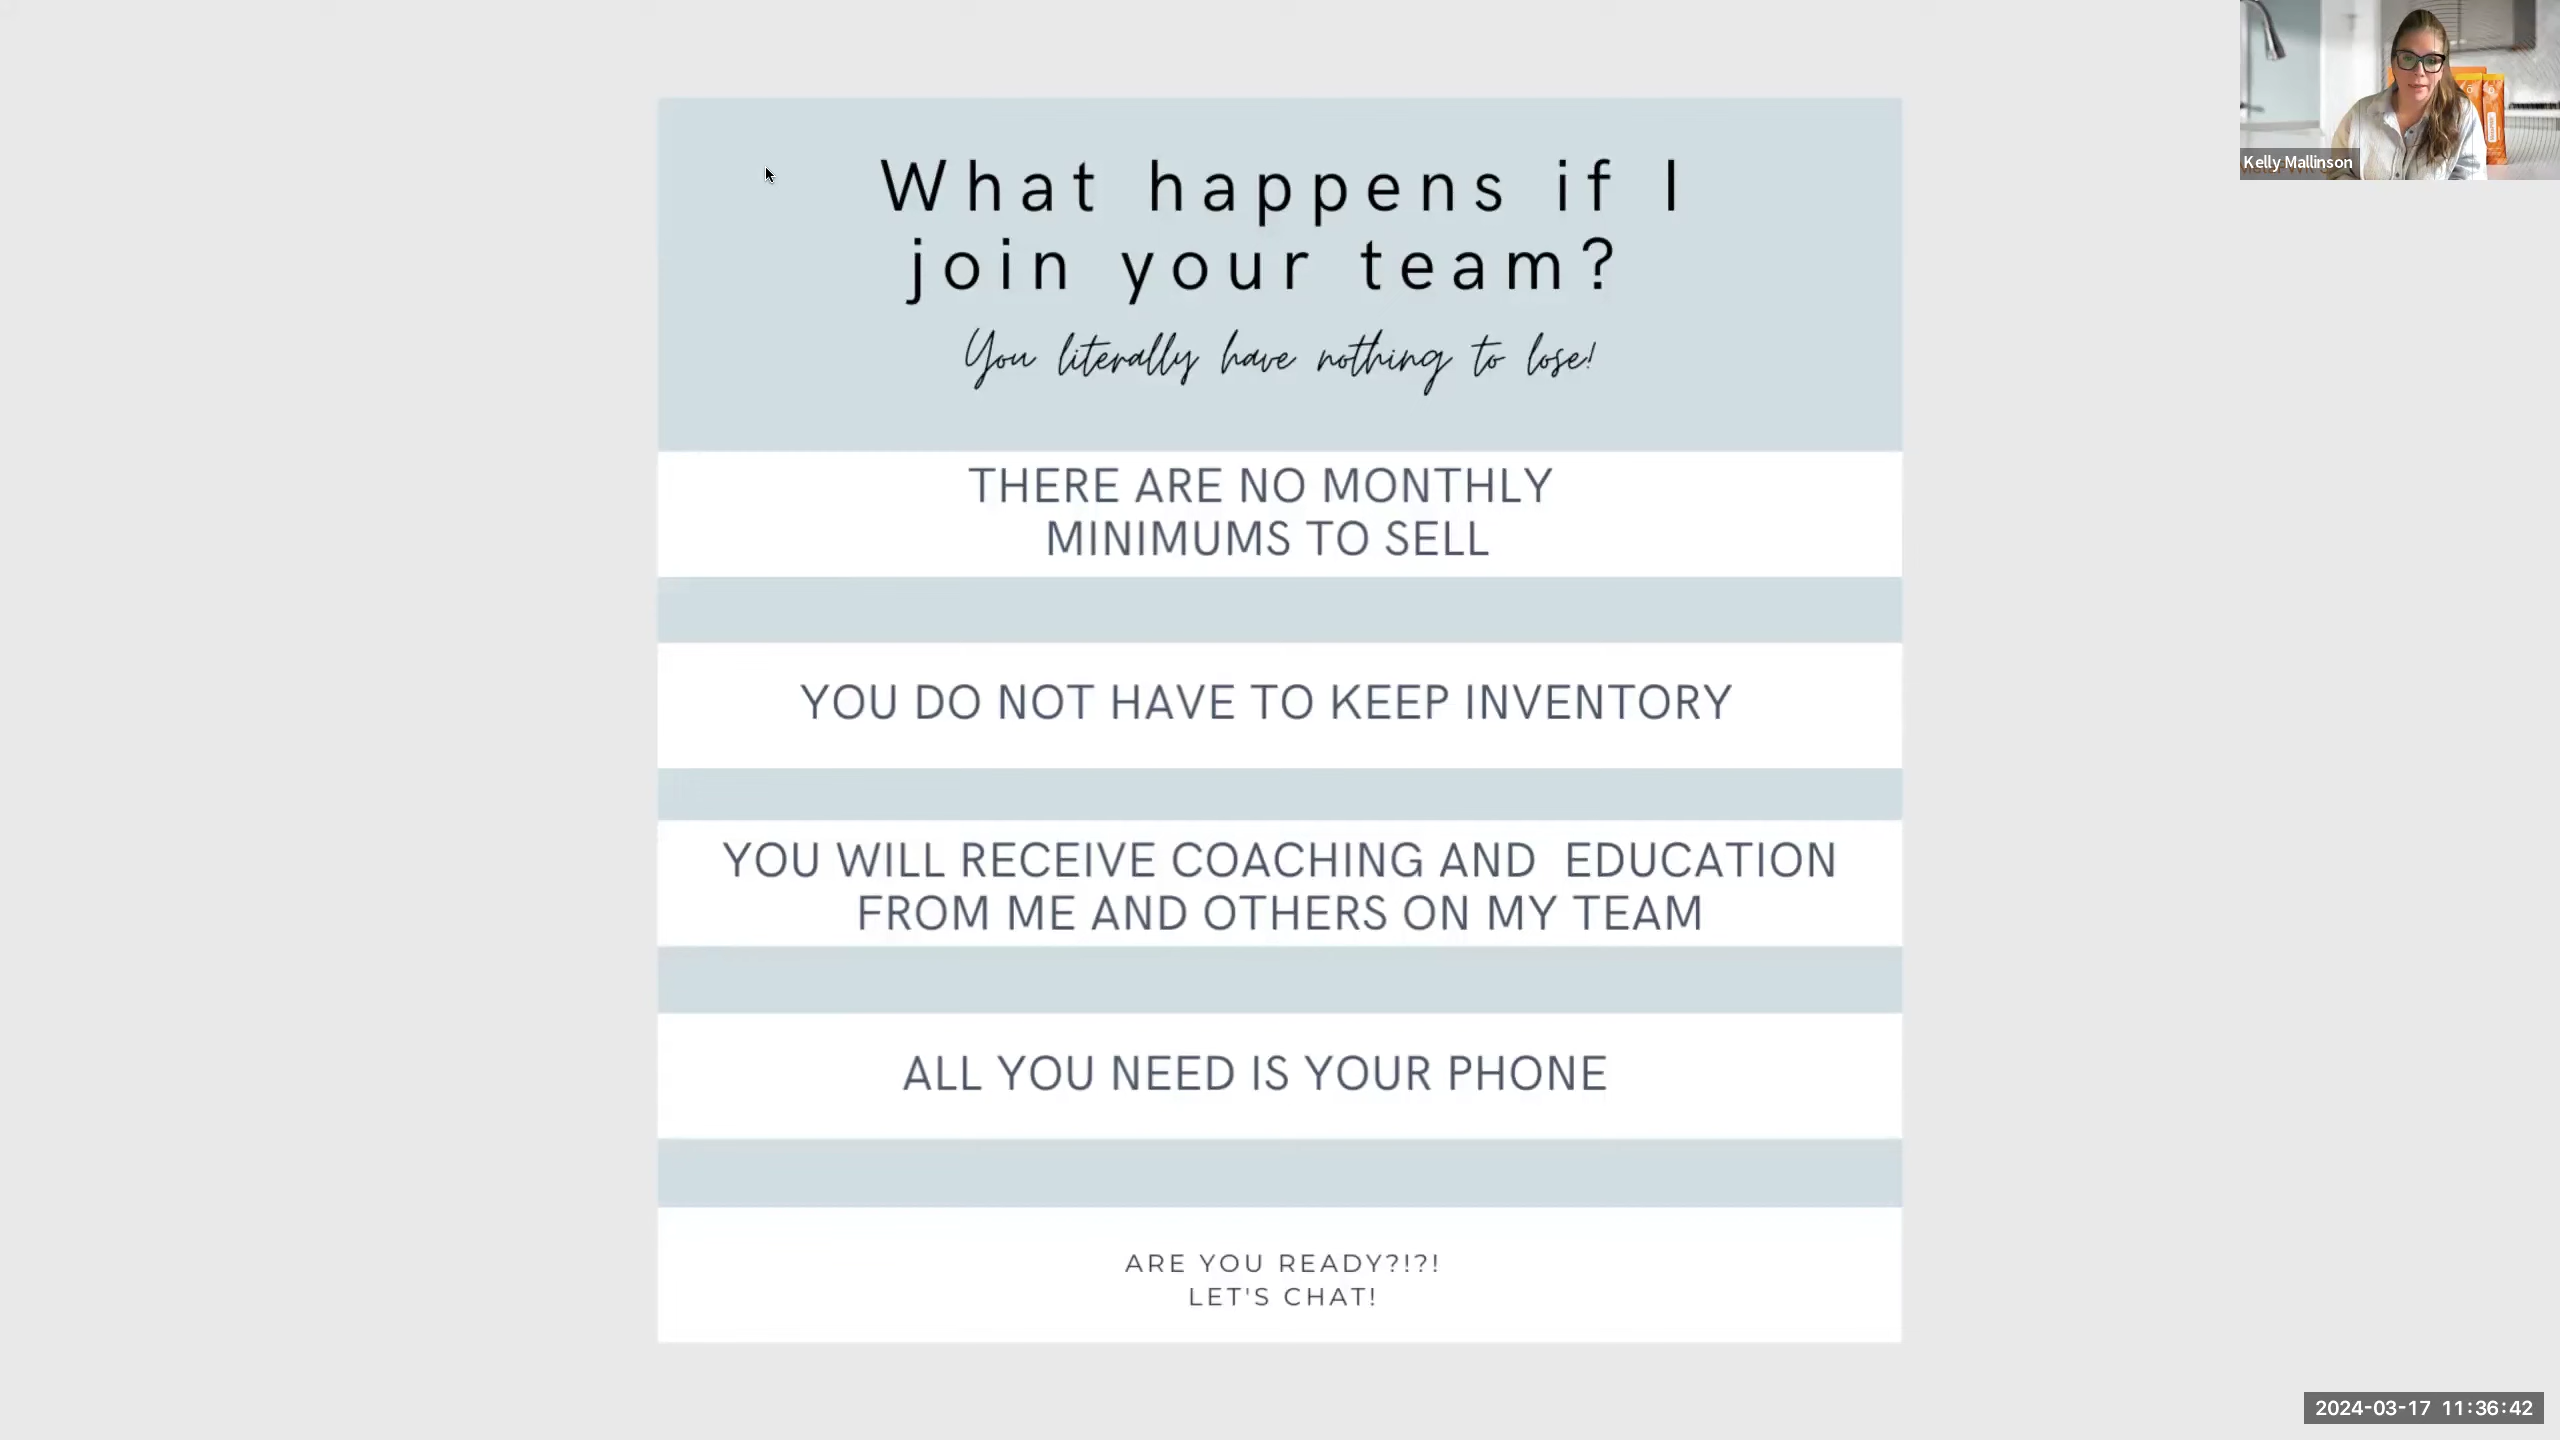 What happens if I
join your team?
You literally have nothing to lose!
THERE ARE NO MONTHLY
MINIMUMS TO SELL
YOU DO NOT HAVE TO KEEP INVENTORY
YOU WILL RECEIVE COACHING AND  EDUCATION
FROM ME AND OTHERS ON MY TEAM
ALL YOU NEED IS YOUR PHONE
ARE YOU READY?!?!
LET'S CHAT!
Kelly Mallinson
2024-03-17 11:36:42